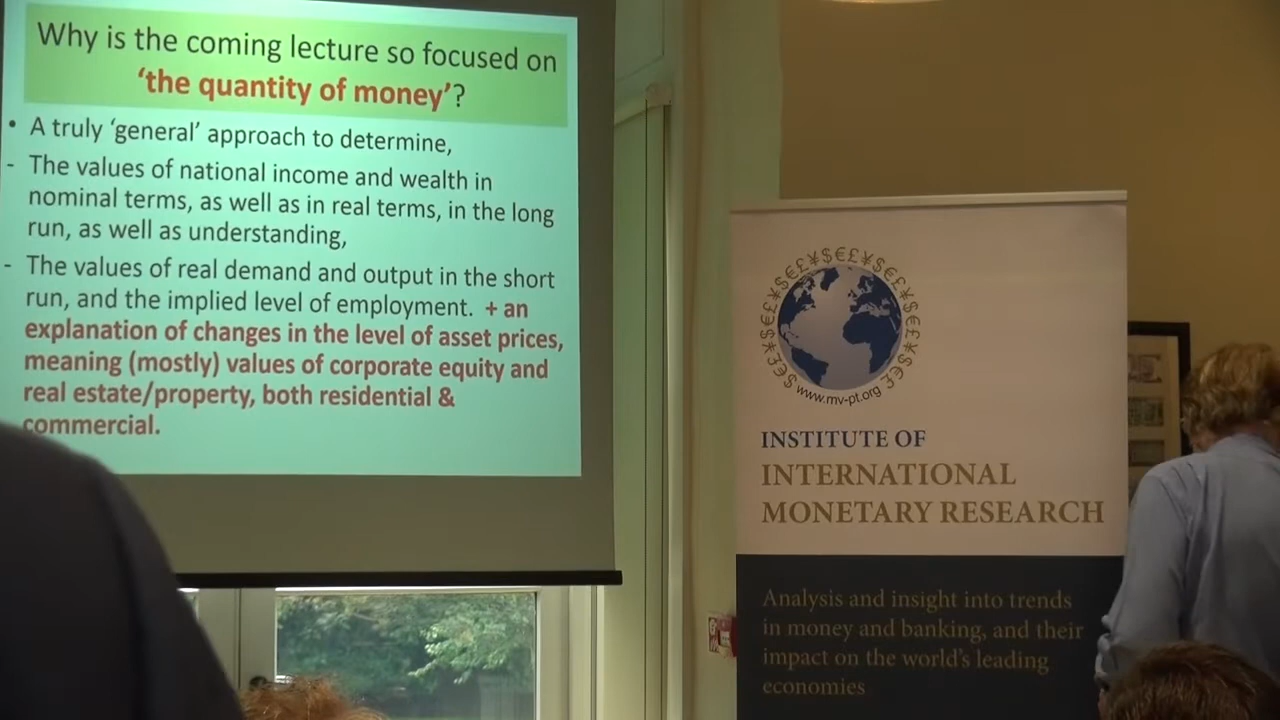 Why is the coming lecture so focused on
‘the quantity of money’?
• A truly ‘general’ approach to determine,
- The values of national income and wealth in
nominal terms, as well as in real terms, in the long
run, as well as understanding,
- The values of real demand and output in the short
run, and the implied level of employment. + an
explanation of changes in the level of asset prices,
meaning (mostly) values of corporate equity and
real estate/property, both residential &
commercial.
$€£¥$€£¥$€£¥$€£¥$€£¥$€£
www.mv-pt.org
INSTITUTE OF
INTERNATIONAL
MONETARY RESEARCH
Analysis and insight into trends
in money and banking, and their
impact on the world's leading
economies